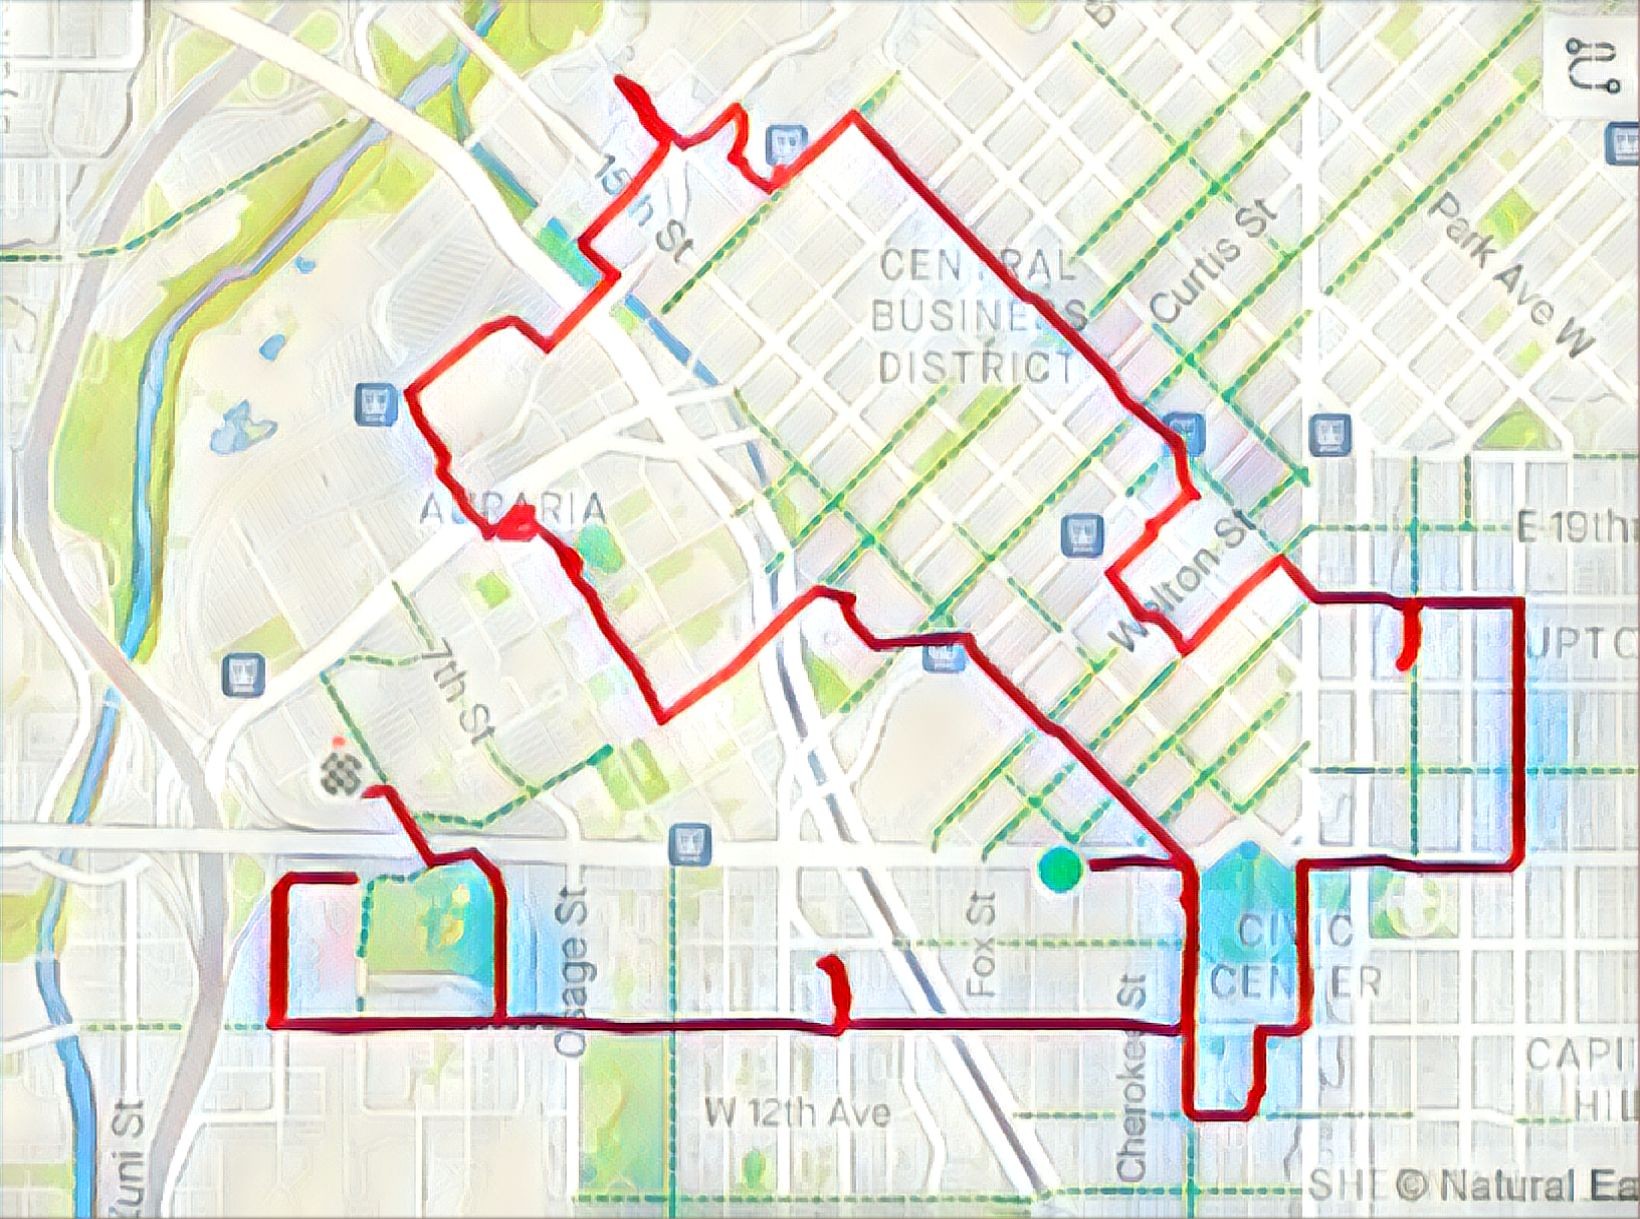 15th St
CENTRAL
BUSINESS
DISTRICT
Curtis St
Park Ave W
AURARIA
Welton St
E 19th
UPTO
7th St
Osage St
Fox St
CIVIC
CENTER
Cherokee St
CAPI
HIL
W 12th Ave
Zuni St
SHE
© Natural Ea